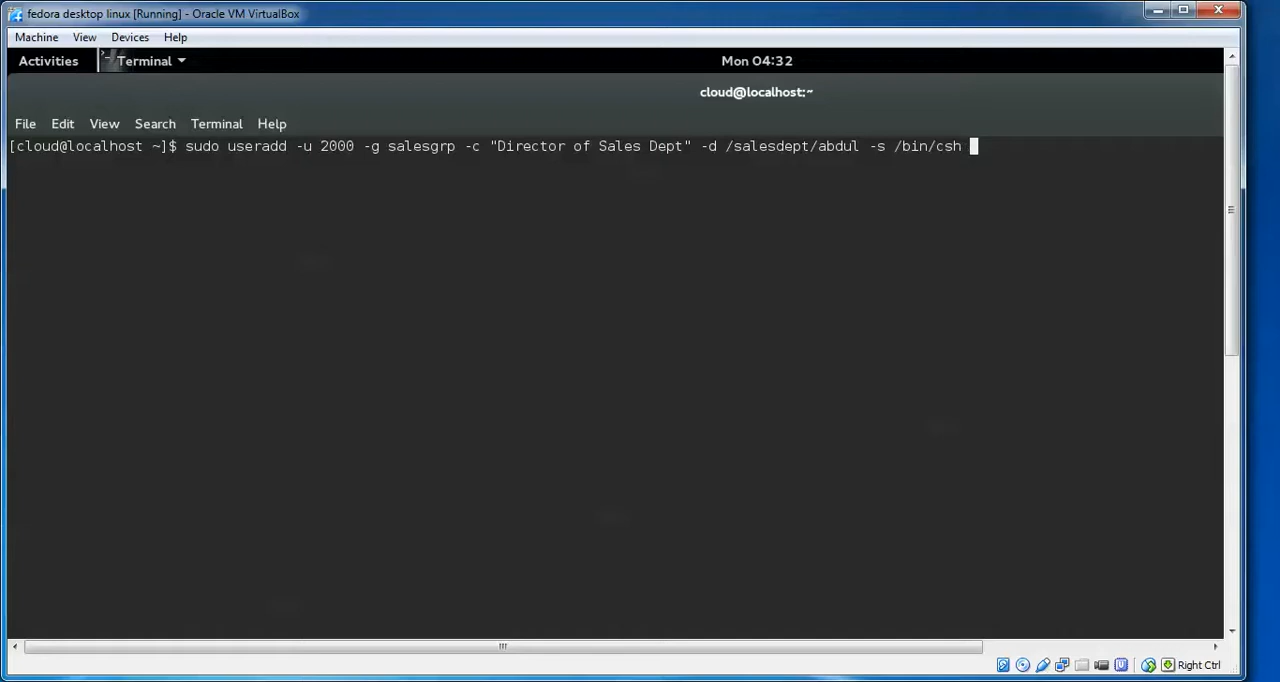 fedora desktop linux [Running] - Oracle VM VirtualBox
Machine View Devices Help
Activities Terminal Mon 04:32
cloud@localhost:~
File Edit View Search Terminal Help
[cloud@localhost ~]$ sudo useradd -u 2000 -g salesgrp -c "Director of Sales Dept" -d /salesdept/abdul -s /bin/csh
Right Ctrl